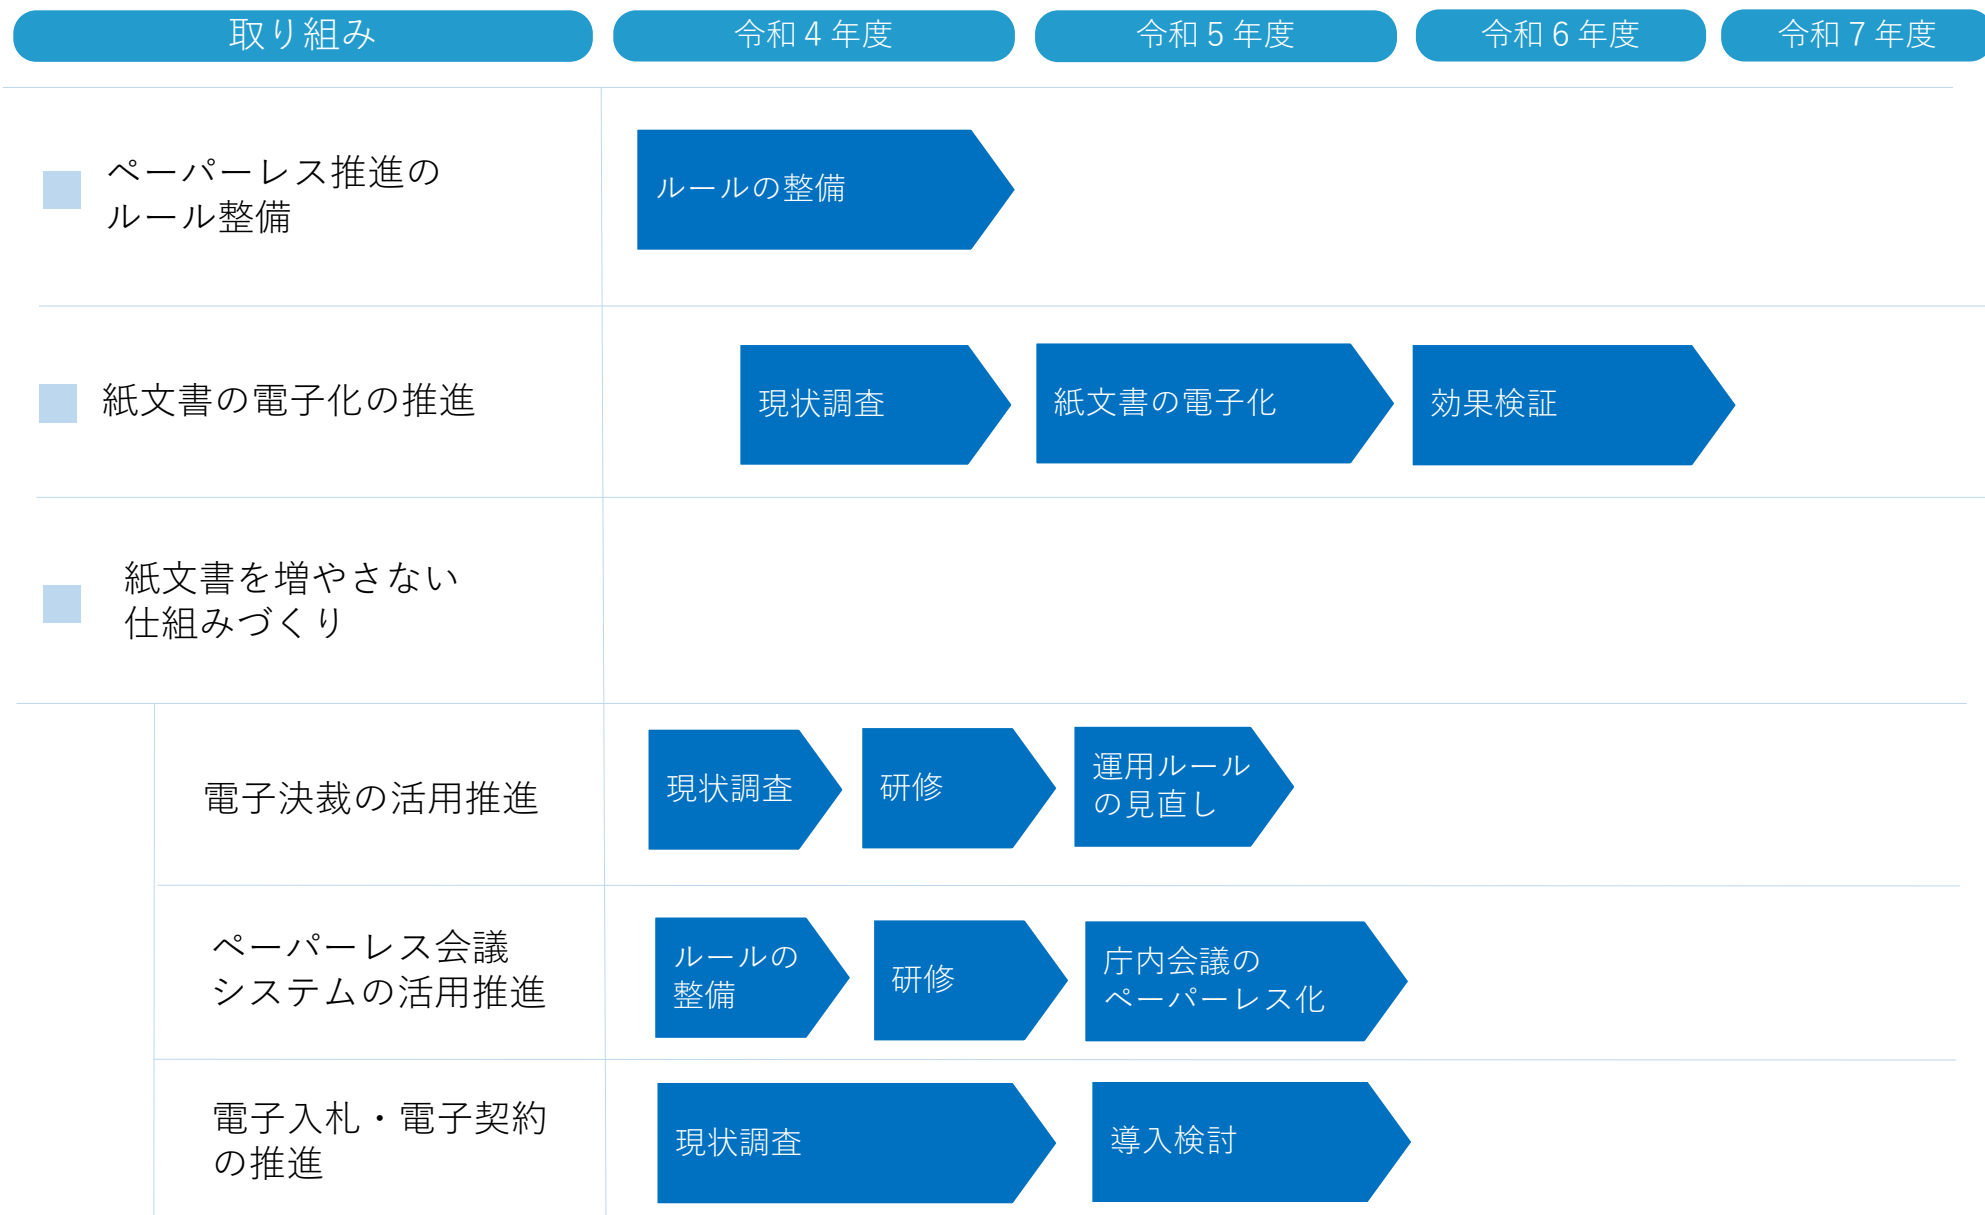 取り組み
令和４年度
令和５年度
令和６年度
令和７年度
ペーパーレス推進の
ルール整備
ルールの整備
紙文書の電子化の推進
現状調査
紙文書の電子化
効果検証
紙文書を増やさない
仕組みづくり
電子決裁の活用推進
現状調査
研修
運用ルール
の見直し
ペーパーレス会議
システムの活用推進
ルールの
整備
研修
庁内会議の
ペーパーレス化
電子入札・電子契約
の推進
現状調査
導入検討